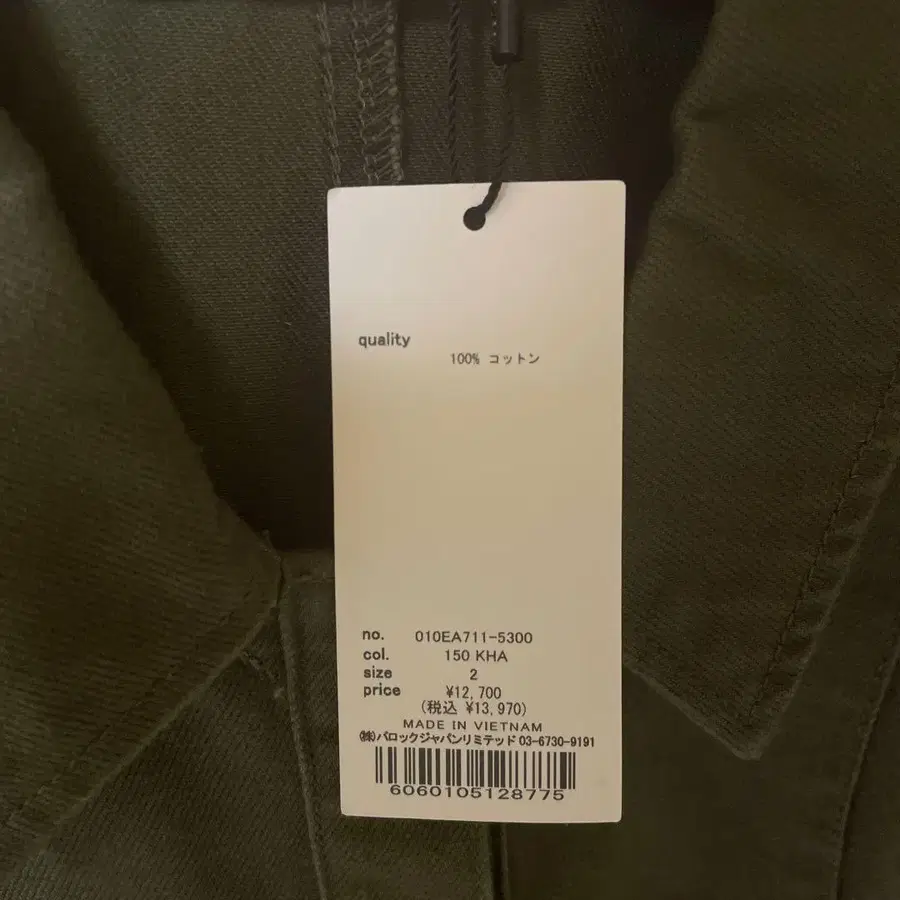 quality
100% コットン
no. 010EA711-5300
col. 150 KHA
size 2
price ¥12,700
(税込 ¥13,970)
MADE IN VIETNAM
㈱バロックジャパンリミテッド 03-6730-9191
6060105128775